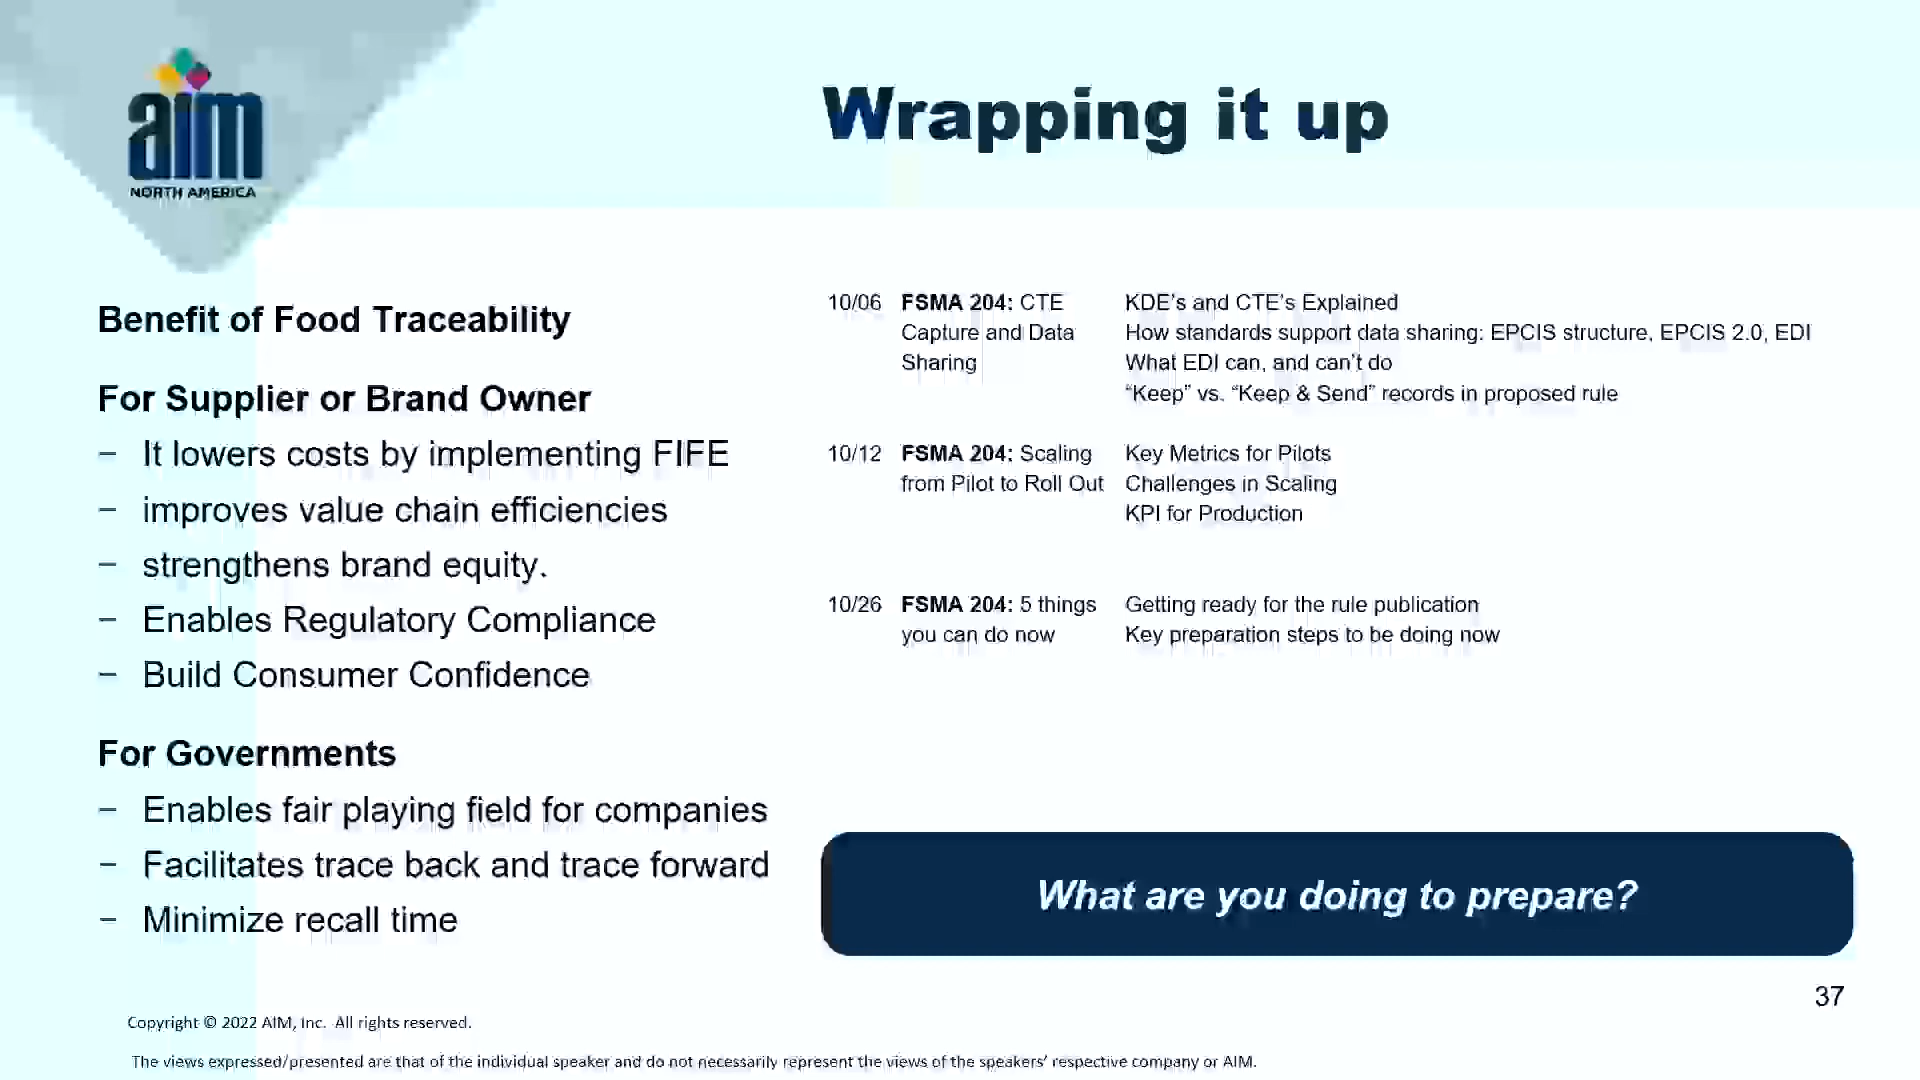 aim
NORTH AMERICA
Wrapping it up
Benefit of Food Traceability
For Supplier or Brand Owner
– It lowers costs by implementing FIFE
– improves value chain efficiencies
– strengthens brand equity.
– Enables Regulatory Compliance
– Build Consumer Confidence
For Governments
– Enables fair playing field for companies
– Facilitates trace back and trace forward
– Minimize recall time
10/06 FSMA 204: CTE
Capture and Data
Sharing
KDE's and CTE's Explained
How standards support data sharing: EPCIS structure, EPCIS 2.0, EDI
What EDI can, and can't do
“Keep” vs. “Keep & Send” records in proposed rule
10/12 FSMA 204: Scaling
from Pilot to Roll Out
Key Metrics for Pilots
Challenges in Scaling
KPI for Production
10/26 FSMA 204: 5 things
you can do now
Getting ready for the rule publication
Key preparation steps to be doing now
What are you doing to prepare?
37
Copyright © 2022 AIM, Inc. All rights reserved.
The views expressed/presented are that of the individual speaker and do not necessarily represent the views of the speakers' respective company or AIM.